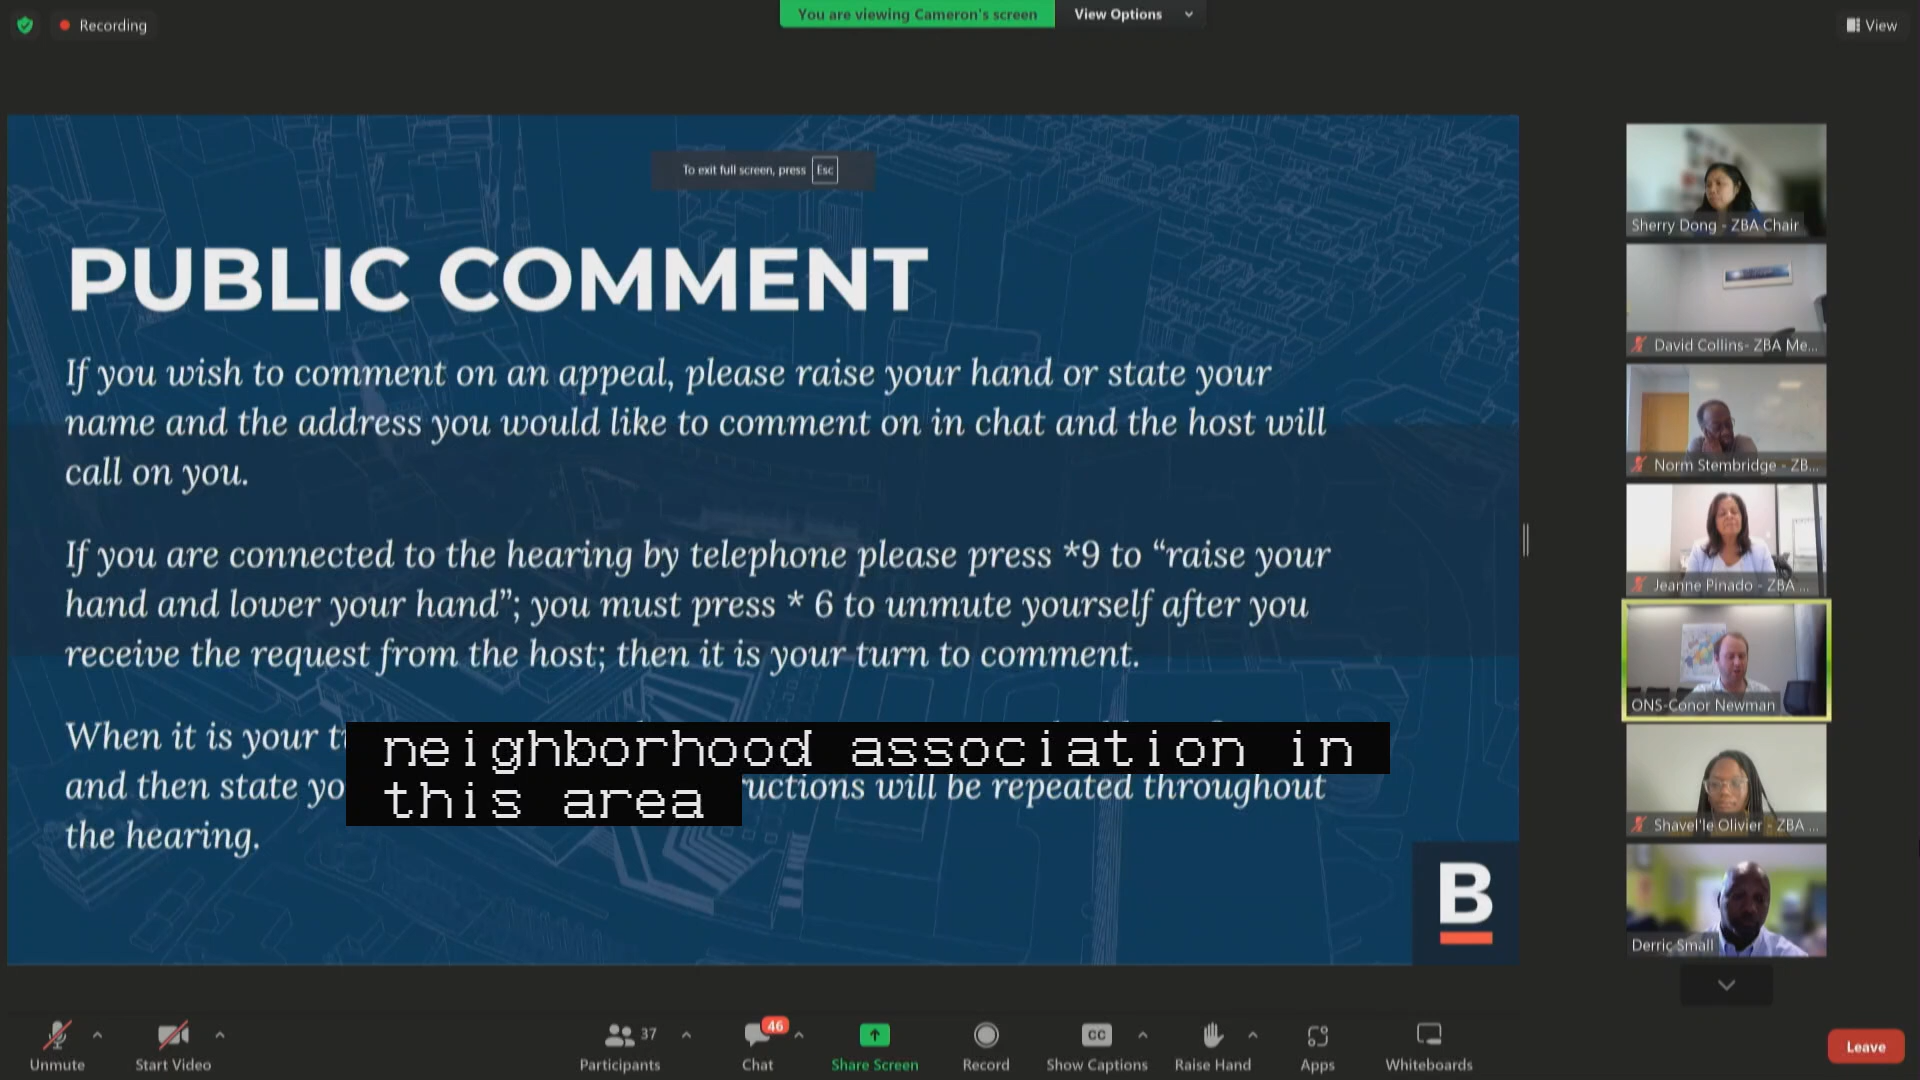 Recording
You are viewing Cameron's screen
View Options
View
To exit full screen, press Esc
PUBLIC COMMENT
If you wish to comment on an appeal, please raise your hand or state your
name and the address you would like to comment on in chat and the host will
call on you.
If you are connected to the hearing by telephone please press *9 to “raise your
hand and lower your hand”; you must press * 6 to unmute yourself after you
receive the request from the host; then it is your turn to comment.
When it is your
and then state
will be repeated throughout
the hearing.
neighborhood association in
this area
B
Sherry Dong - ZBA Chair
David Collins- ZBA Me...
Norm Stembridge - ZB...
Jeanne Pinado - ZBA ...
ONS-Conor Newman
Shavel'le Olivier - ZBA ...
Derric Small
Unmute
Start Video
37
Participants
46
Chat
Share Screen
Record
CC
Show Captions
Raise Hand
Apps
Whiteboards
Leave